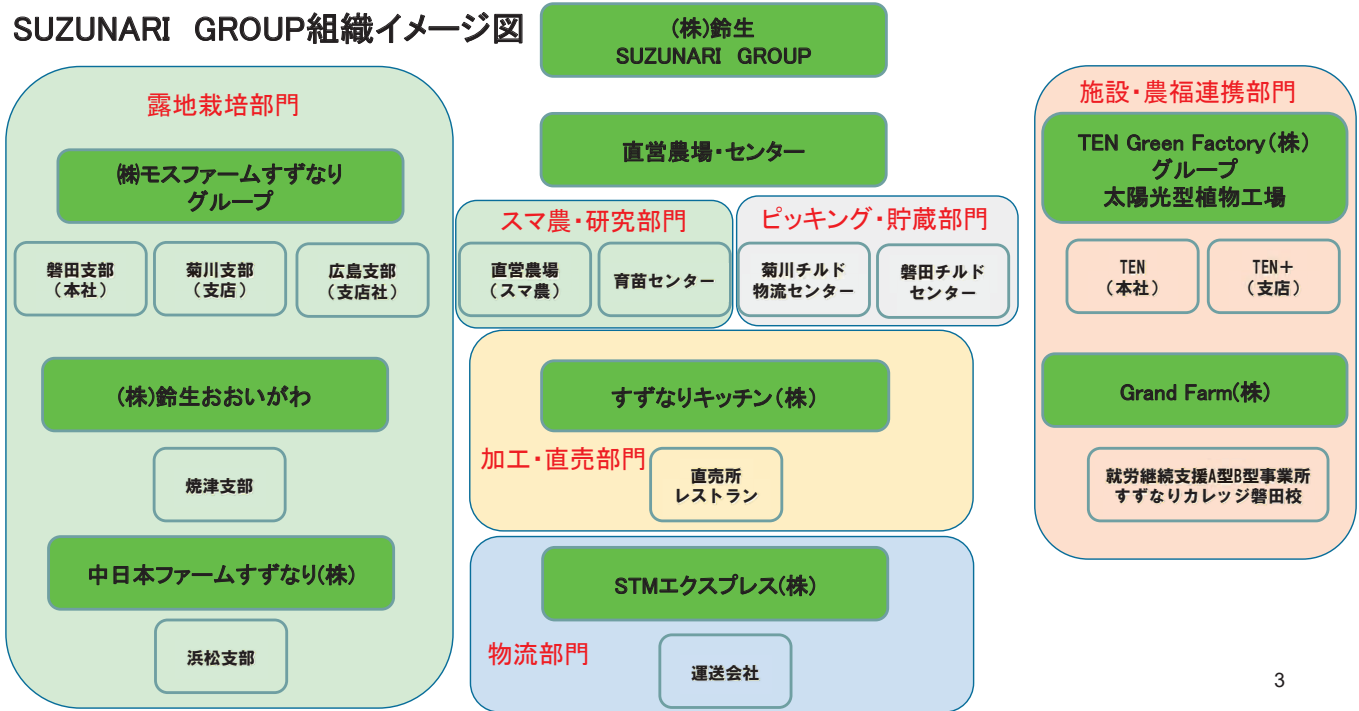 SUZUNARI GROUP組織イメージ図
(株)鈴生
SUZUNARI GROUP
露地栽培部門
㈱モスファームすずなり
グループ
磐田支部
（本社）
菊川支部
（支店）
広島支部
（支店社）
(株)鈴生おおいがわ
焼津支部
中日本ファームすずなり(株)
浜松支部
直営農場・センター
スマ農・研究部門
直営農場
（スマ農）
育苗センター
ピッキング・貯蔵部門
菊川チルド
物流センター
磐田チルド
センター
すずなりキッチン(株)
加工・直売部門
直売所
レストラン
STMエクスプレス(株)
物流部門
運送会社
施設・農福連携部門
TEN Green Factory(株)
グループ
太陽光型植物工場
TEN
（本社）
TEN＋
（支店）
Grand Farm(株)
就労継続支援A型B型事業所
すずなりカレッジ磐田校
3